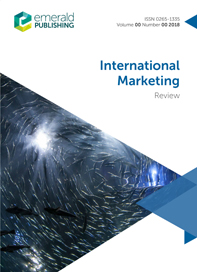 emerald
PUBLISHING
ISSN 0265-1335
Volume 00 Number 00 2018
International
Marketing
Review